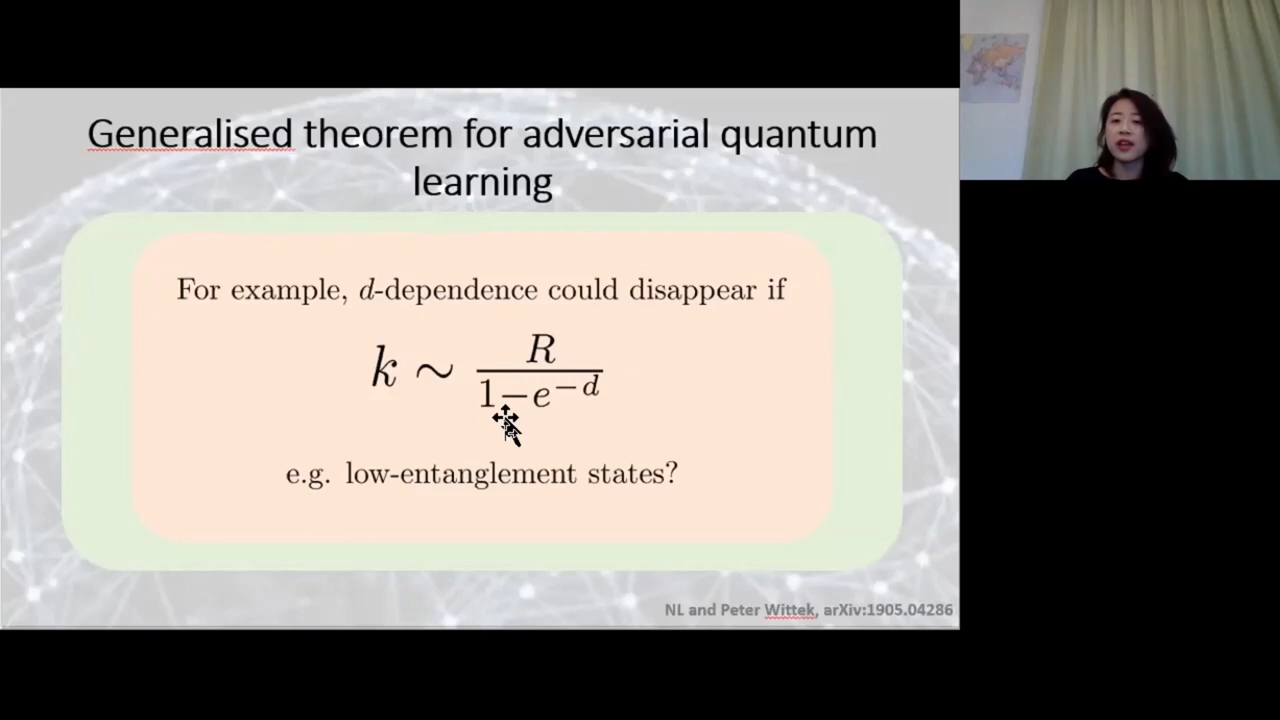 Generalised theorem for adversarial quantum
learning
For example, d-dependence could disappear if
k ∼ R / (1−e^{−d})
e.g. low-entanglement states?
NL and Peter Wittek, arXiv:1905.04286